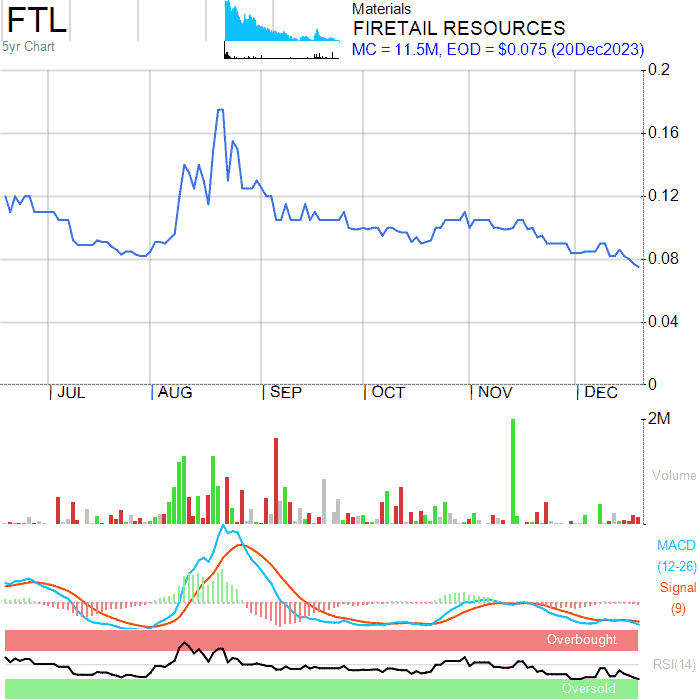 FTL
5yr Chart
Materials
FIRETAIL RESOURCES
MC = 11.5M, EOD = $0.075 (20Dec2023)
0.2
0.16
0.12
0.08
0.04
0
JUL
AUG
SEP
OCT
NOV
DEC
2M
Volume
MACD
(12-26)
Signal
(9)
Overbought
RSI(14)
Oversold